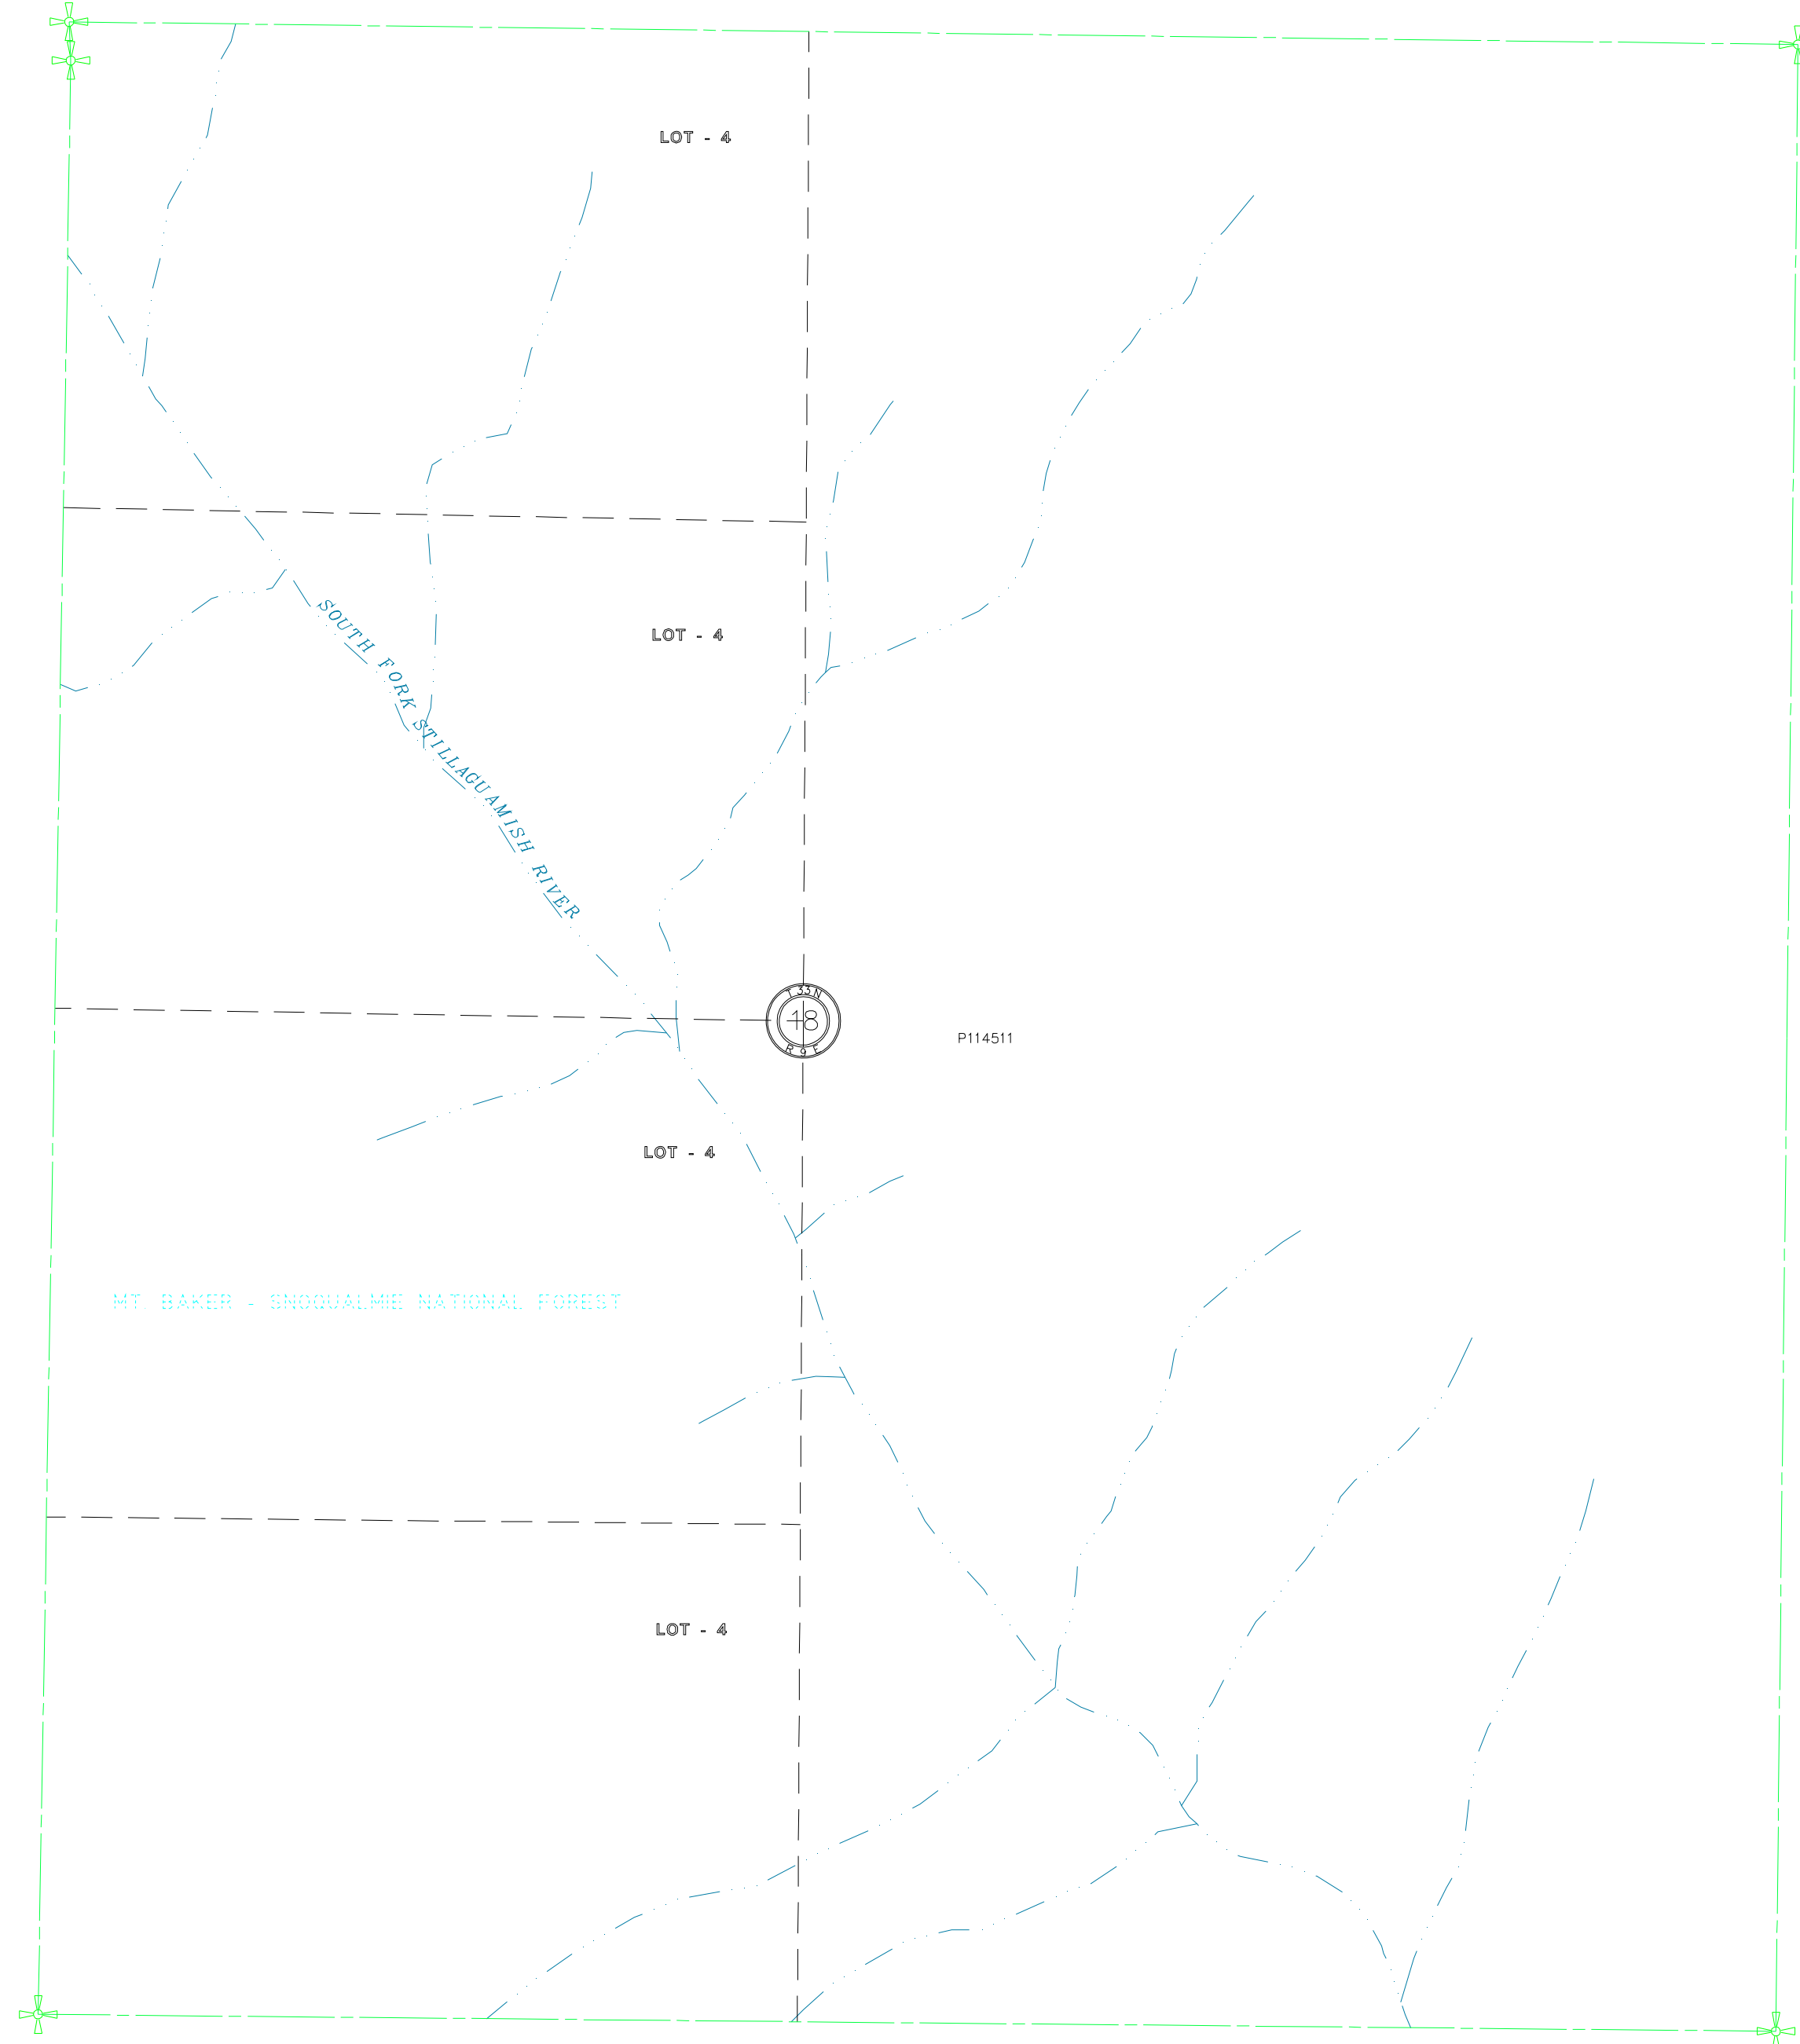 LOT - 4
LOT - 4
SOUTH FORK STILLAGUAMISH RIVER
T 33 N
18
R 9 E
P114511
LOT - 4
MT. BAKER - SNOQUALMIE NATIONAL FOREST
LOT - 4